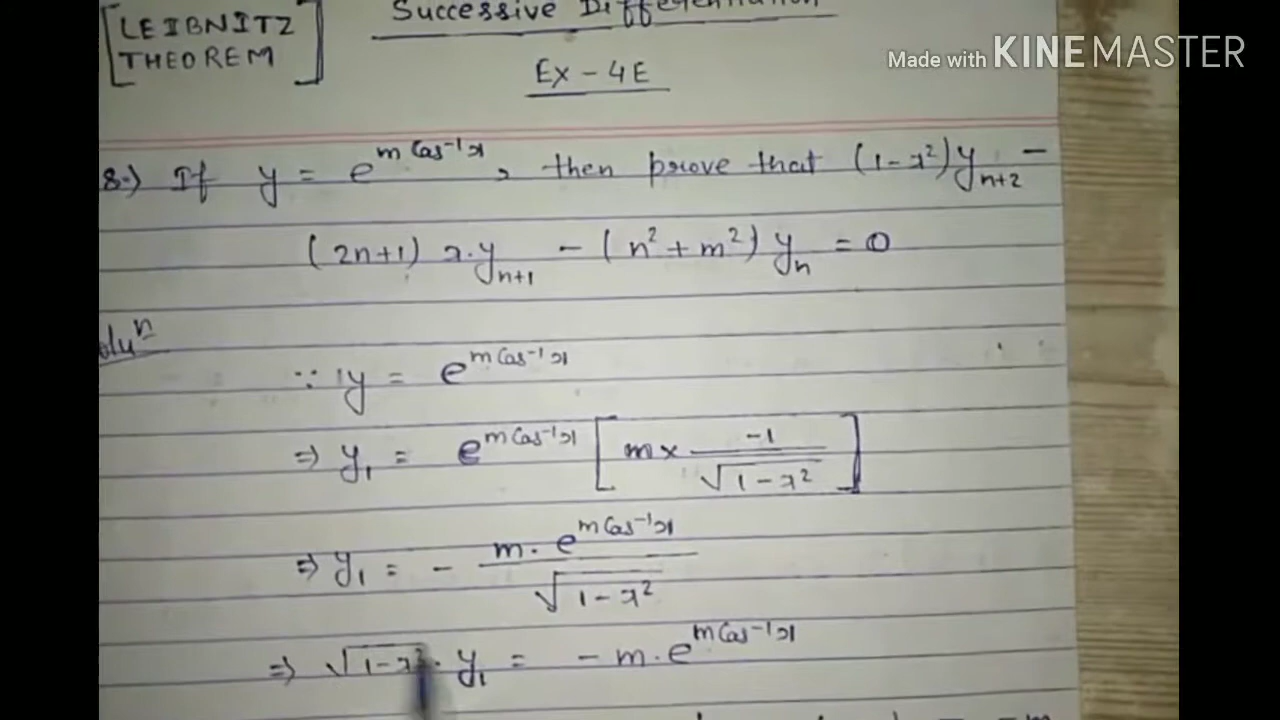 [LEIBNITZ
THEOREM]
Successive Differentiation
Ex - 4E
Made with KINEMASTER
8.) If y = e^{m Cos⁻¹x}, then prove that (1-x²)y_{n+2} -
(2n+1) x.y_{n+1} - (n²+m²) y_n = 0
Soluⁿ
∵ y = e^{m Cos⁻¹x}
⇒ y₁ = e^{m Cos⁻¹x} [m× -1/√(1-x²)]
⇒ y₁ = - m. e^{m Cos⁻¹x}/√(1-x²)
⇒ √(1-x²). y₁ = - m. e^{m Cos⁻¹x}